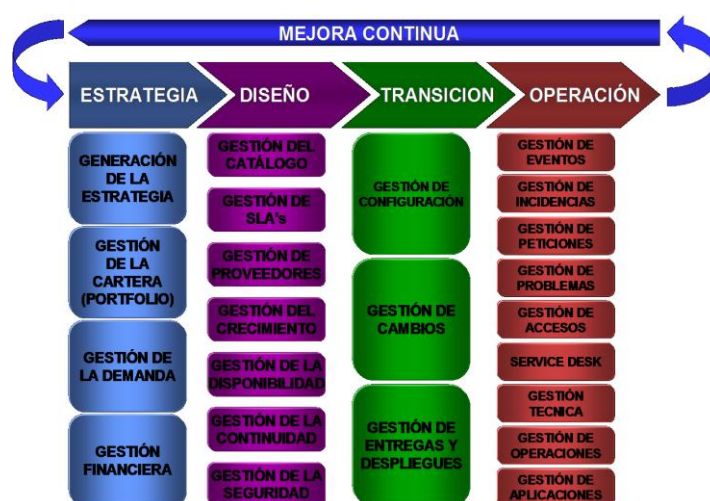 MEJORA CONTINUA
ESTRATEGIA
DISEÑO
TRANSICION
OPERACIÓN
GENERACIÓN
DE LA
ESTRATEGIA
GESTIÓN
DE LA
CARTERA
(PORTFOLIO)
GESTIÓN DE
LA DEMANDA
GESTIÓN
FINANCIERA
GESTIÓN DEL
CATÁLOGO
GESTIÓN DE
SLA's
GESTIÓN DE
PROVEEDORES
GESTIÓN DEL
CRECIMIENTO
GESTIÓN DE LA
DISPONIBILIDAD
GESTIÓN DE LA
CONTINUIDAD
GESTIÓN DE LA
SEGURIDAD
GESTIÓN DE
CONFIGURACIÓN
GESTIÓN DE
CAMBIOS
GESTIÓN DE
ENTREGAS Y
DESPLIEGUES
GESTIÓN DE
EVENTOS
GESTIÓN DE
INCIDENCIAS
GESTIÓN DE
PETICIONES
GESTIÓN DE
PROBLEMAS
GESTIÓN DE
ACCESOS
SERVICE DESK
GESTIÓN
TECNICA
GESTIÓN DE
OPERACIONES
GESTIÓN DE
APLICACIONES